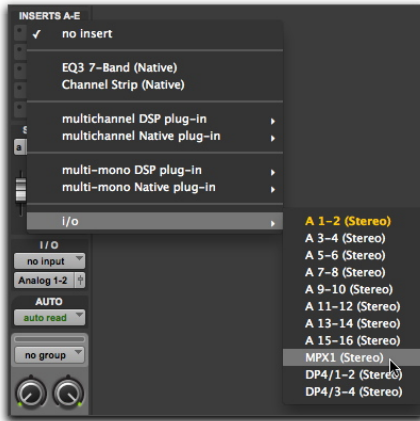 INSERTS A-E
✓ no insert
EQ3 7-Band (Native)
Channel Strip (Native)
multichannel DSP plug-in
multichannel Native plug-in
multi-mono DSP plug-in
multi-mono Native plug-in
i/o
A 1-2 (Stereo)
A 3-4 (Stereo)
A 5-6 (Stereo)
A 7-8 (Stereo)
A 9-10 (Stereo)
A 11-12 (Stereo)
A 13-14 (Stereo)
A 15-16 (Stereo)
MPX1 (Stereo)
DP4/1-2 (Stereo)
DP4/3-4 (Stereo)
S
a
I / O
no input
Analog 1-2
AUTO
auto read
no group